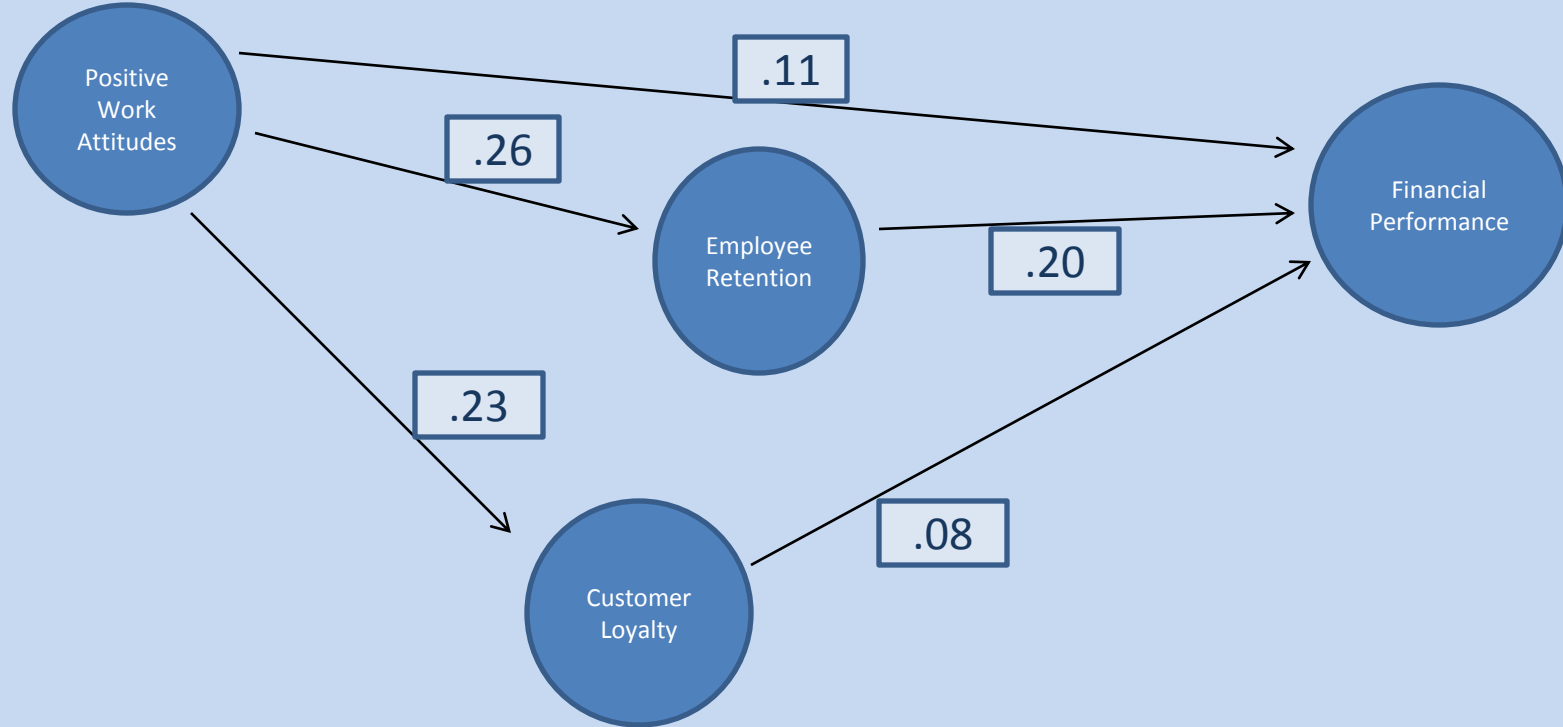 Positive
Work
Attitudes
.11
.26
Employee
Retention
.20
Financial
Performance
.23
.08
Customer
Loyalty